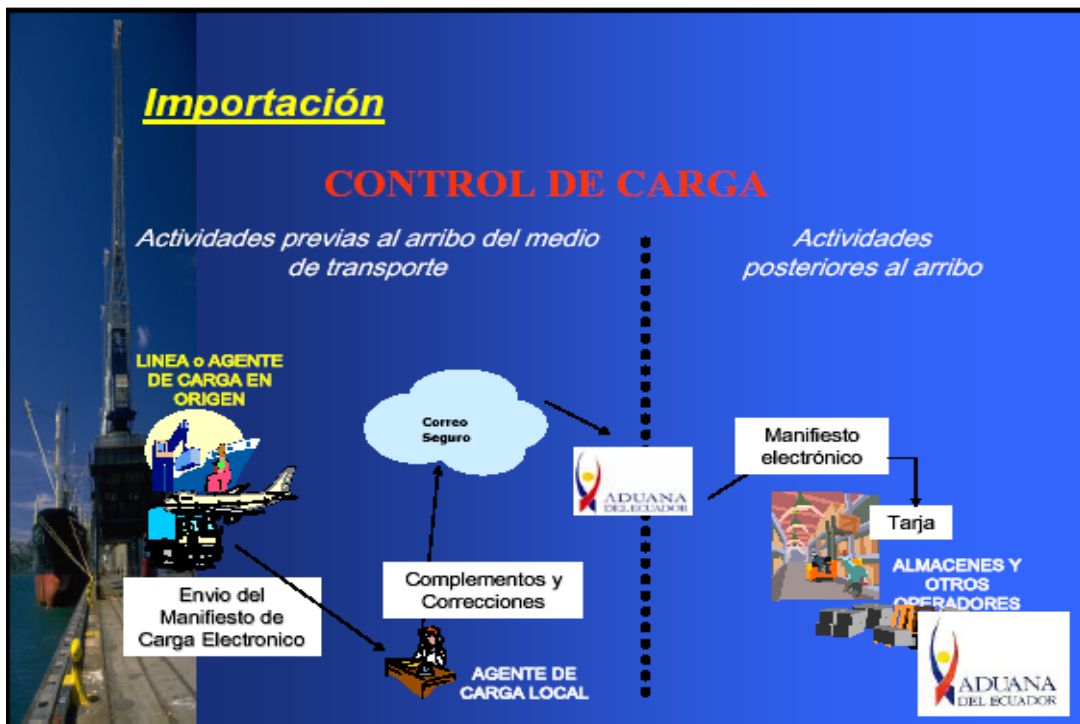 Importación
CONTROL DE CARGA
Actividades previas al arribo del medio
de transporte
Actividades
posteriores al arribo
LINEA o AGENTE
DE CARGA EN
ORIGEN
Correo
Seguro
ADUANA
DEL ECUADOR
Manifiesto
electrónico
Tarja
ALMACENES Y
OTROS
OPERADORES
Envio del
Manifiesto de
Carga Electronico
Complementos y
Correcciones
AGENTE DE
CARGA LOCAL
ADUANA
DEL ECUADOR